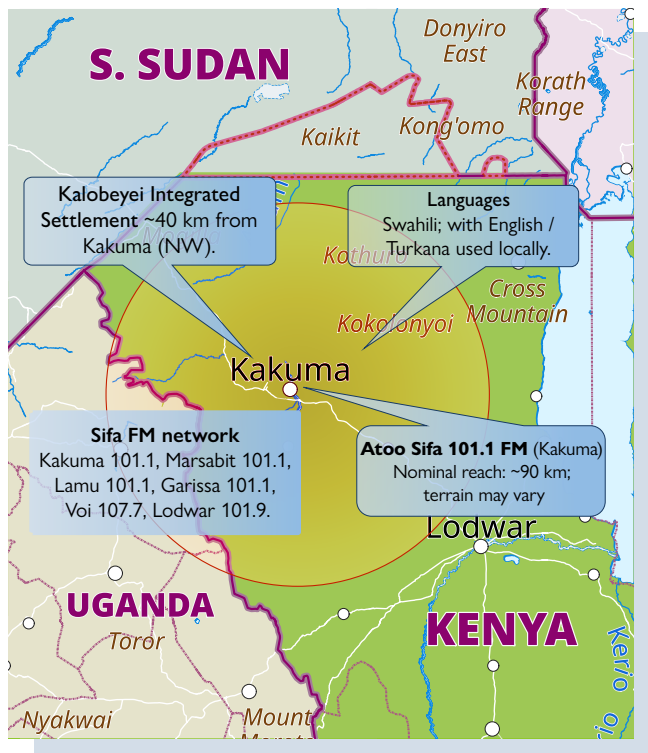 S. SUDAN
Donyiro
East
Korath
Range
Kaikit
Kong'omo
Kalobeyei Integrated
Settlement ~40 km from
Kakuma (NW).
Languages
Swahili; with English /
Turkana used locally.
Kothuro
Cross
Mountain
Kokolonyoi
Kakuma
Sifa FM network
Kakuma 101.1, Marsabit 101.1,
Lamu 101.1, Garissa 101.1,
Voi 107.7, Lodwar 101.9.
Atoo Sifa 101.1 FM (Kakuma)
Nominal reach: ~90 km;
terrain may vary
Lodwar
UGANDA
Toror
KENYA
Kerio
Nyakwai
Mount